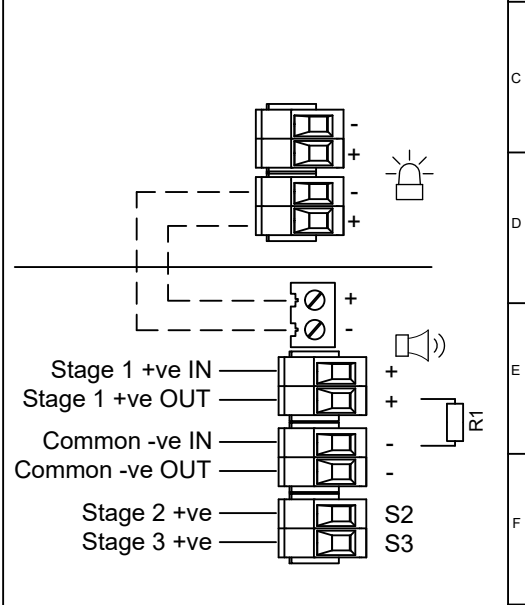 C
-
+
-
+
D
+
-
Stage 1 +ve IN +
E
Stage 1 +ve OUT +
R1
Common -ve IN -
Common -ve OUT -
Stage 2 +ve S2
F
Stage 3 +ve S3